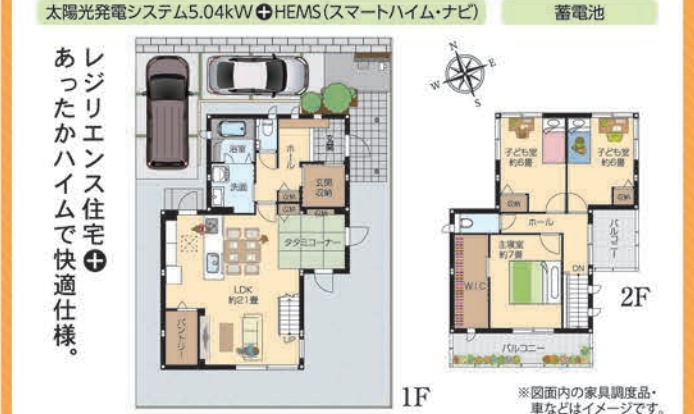 太陽光発電システム5.04kW＋HEMS(スマートハイム・ナビ)
蓄電池
レジリエンス住宅＋
あったかハイムで快適仕様。
N
W
E
S
浴室
ホール
玄関
洗面
玄関
収納
収納
収納
収納
タタミコーナー
LDK
約21畳
パントリー
UP
1F
子ども室
約6畳
子ども室
約6畳
収納
収納
ホール
バルコニー
主寝室
約7畳
W.I.C
DN
バルコニー
2F
※図面内の家具調度品・
車などはイメージです。